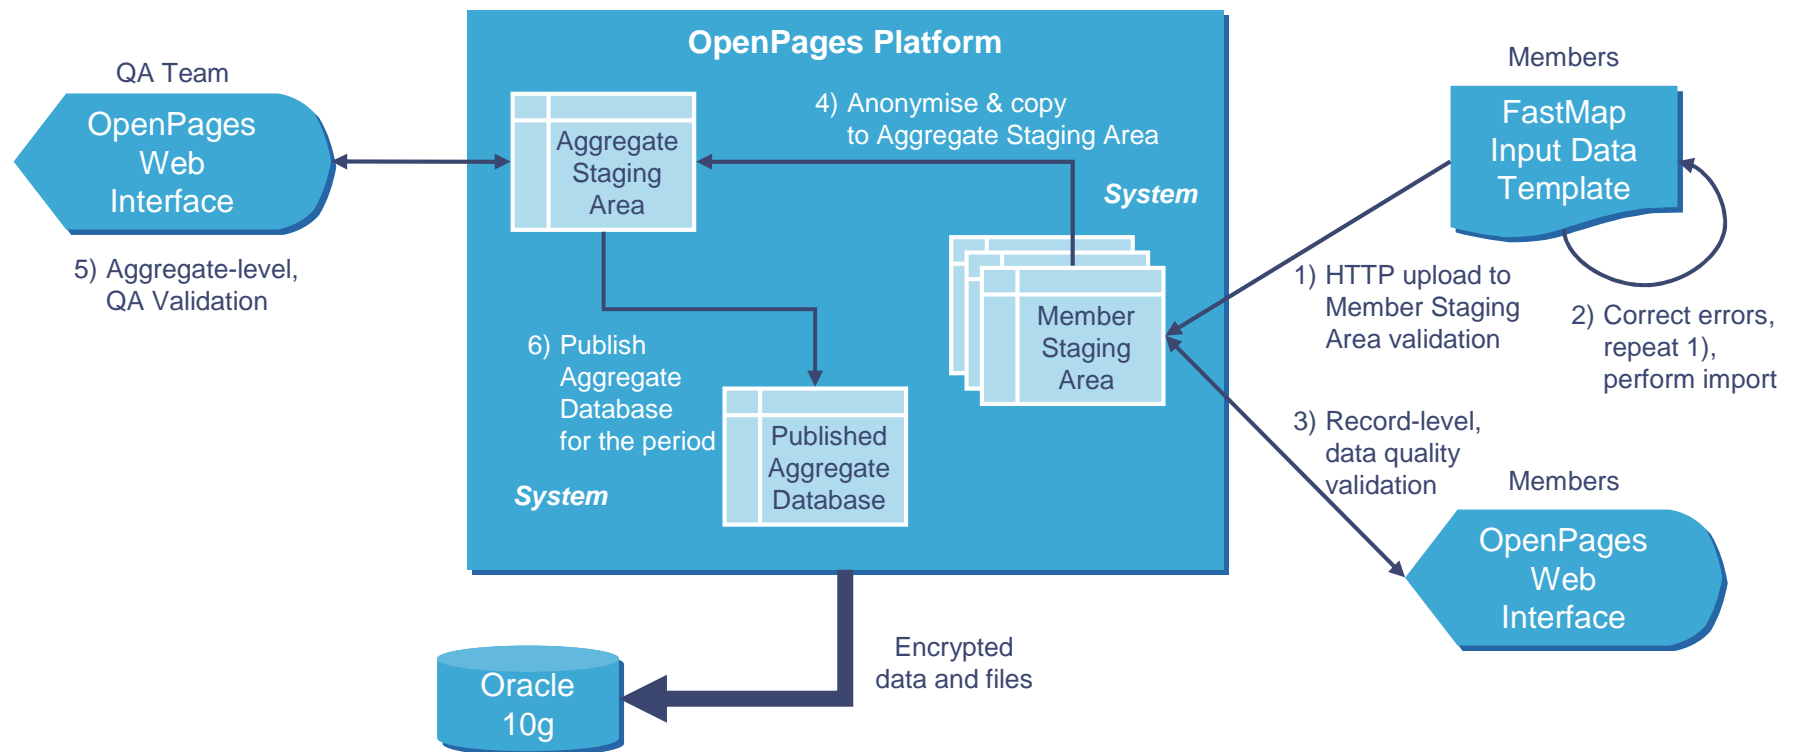 OpenPages Platform
QA Team
OpenPages
Web
Interface
5) Aggregate-level,
QA Validation
Aggregate
Staging
Area
4) Anonymise & copy
to Aggregate Staging Area
System
Member
Staging
Area
6) Publish
Aggregate
Database
for the period
System
Published
Aggregate
Database
Members
FastMap
Input Data
Template
1) HTTP upload to
Member Staging
Area validation
2) Correct errors,
repeat 1),
perform import
3) Record-level,
data quality
validation
Members
OpenPages
Web
Interface
Encrypted
data and files
Oracle
10g